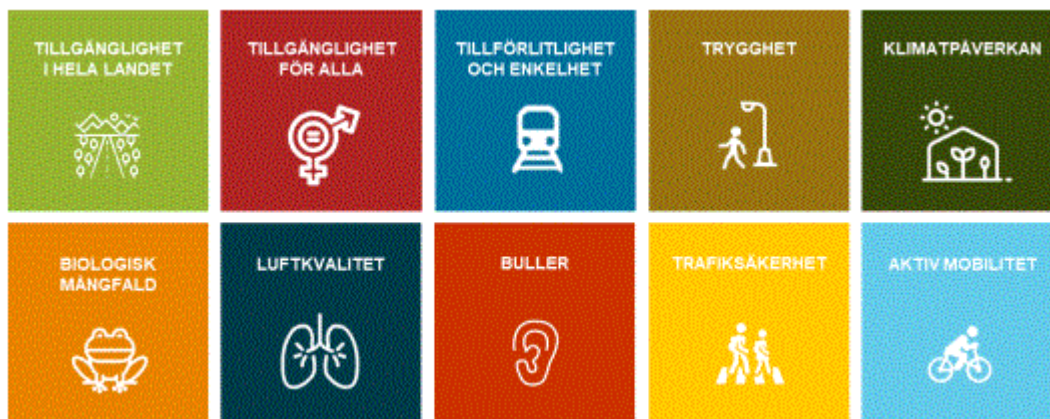 TILLGÄNGLIGHET
I HELA LANDET
TILLGÄNGLIGHET
FÖR ALLA
TILLFÖRLITLIGHET
OCH ENKELHET
TRYGGHET
KLIMATPÅVERKAN
BIOLOGISK
MÅNGFALD
LUFTKVALITET
BULLER
TRAFIKSÄKERHET
AKTIV MOBILITET